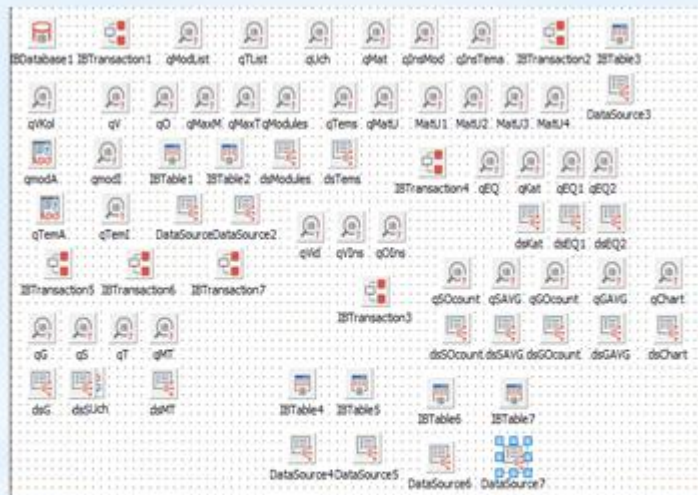 IBDatabase1 IBTransaction1 qModList qTList qUch qMat qInsMod qInsTema IBTransaction2 IBTable3
DataSource3
qVKol qV qO qMaxM qMaxT qModules qTems qMatU MatU1 MatU2 MatU3 MatU4
qmodA qmodI IBTable1 IBTable2 dsModules dsTems
IBTransaction4 qEQ qKat qEQ1 qEQ2
qTemA qTemI DataSource DataSource2
dsKat dsEQ1 dsEQ2
qVid qVIns qOIns
IBTransaction5 IBTransaction6 IBTransaction7
qSOcount qSAVG qGOcount qGAVG qChart
IBTransaction3
qG qS qT qMT
dsSOcount dsSAVG dsGOcount dsGAVG dsChart
dsG dsSUch dsMT
IBTable4 IBTable5
IBTable6 IBTable7
DataSource4 DataSource5
DataSource6 DataSource7